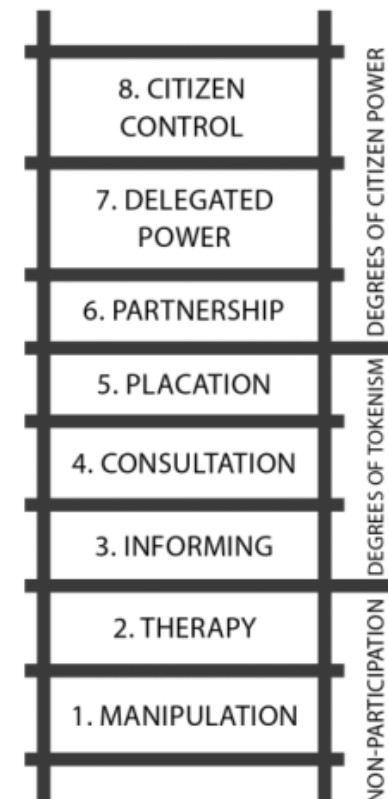 8. CITIZEN
CONTROL
7. DELEGATED
POWER
6. PARTNERSHIP
5. PLACATION
4. CONSULTATION
3. INFORMING
2. THERAPY
1. MANIPULATION
DEGREES OF CITIZEN POWER
DEGREES OF TOKENISM
NON-PARTICIPATION